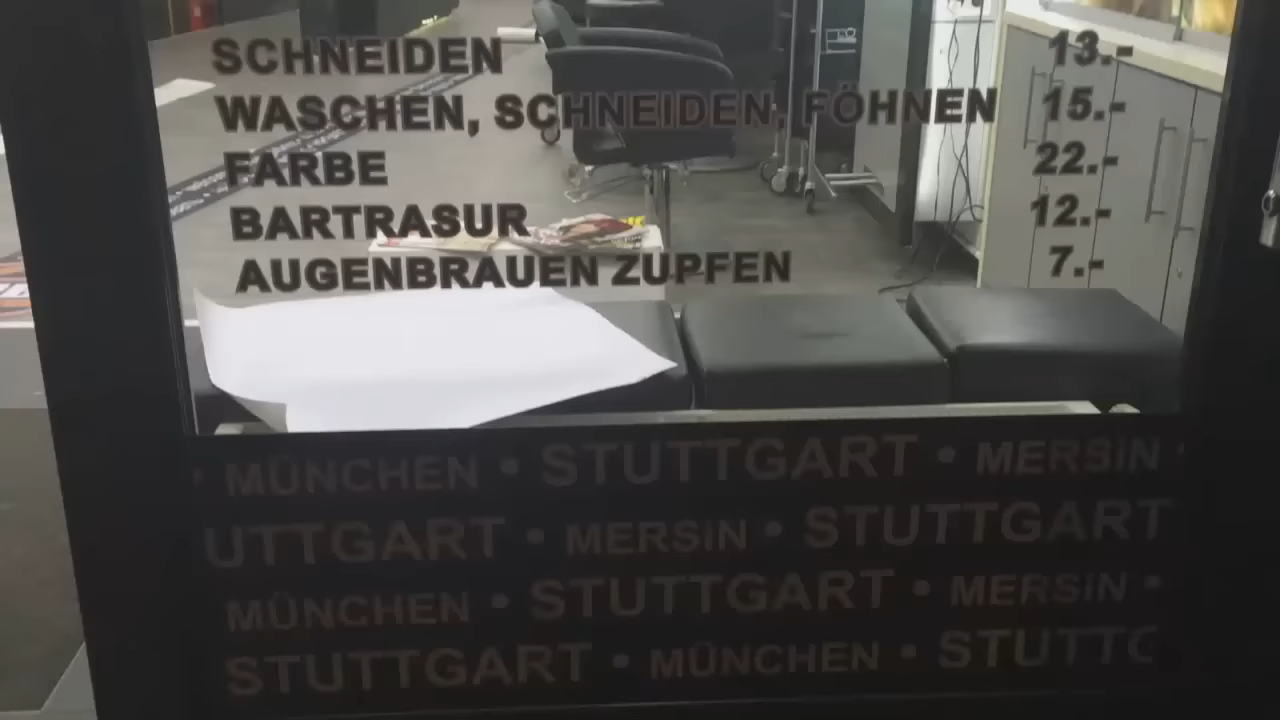 SCHNEIDEN 13.-
WASCHEN, SCHNEIDEN, FÖHNEN 15.-
FARBE 22.-
BARTRASUR 12.-
AUGENBRAUEN ZUPFEN 7.-
• MÜNCHEN • STUTTGART • MERSİN •
UTTGART • MERSIN • STUTTGART
MÜNCHEN • STUTTGART • MERSIN •
STUTTGART • MÜNCHEN • STUTTG